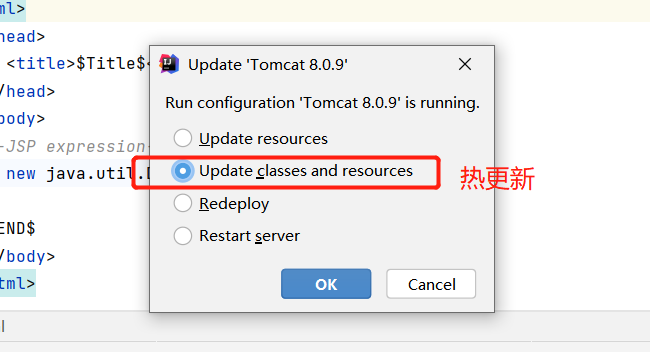 ml>
head>
<title>$Title$<
/head>
body>
-JSP expression
new java.util.D
END$
/body>
tml>
Update 'Tomcat 8.0.9'
Run configuration 'Tomcat 8.0.9' is running.
Update resources
Update classes and resources
热更新
Redeploy
Restart server
OK
Cancel